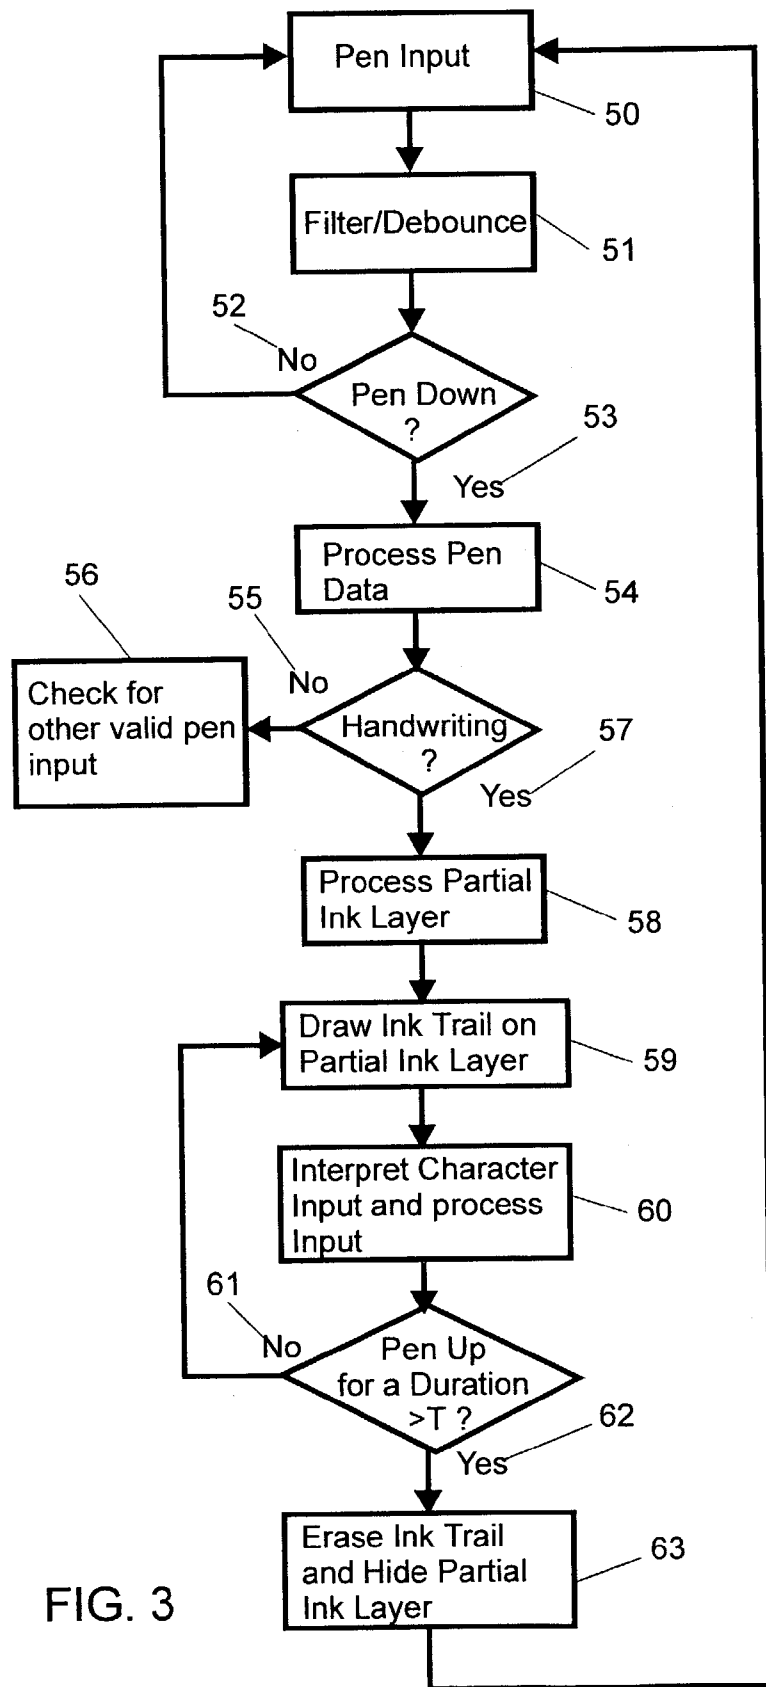 Pen Input
50
Filter/Debounce
51
52
No
Pen Down
?
53
Yes
Process Pen
Data
54
55
No
56
Check for
other valid pen
input
Handwriting
?
57
Yes
Process Partial
Ink Layer
58
Draw Ink Trail on
Partial Ink Layer
59
Interpret Character
Input and process
Input
60
61
No
Pen Up
for a Duration
>T ?
62
Yes
Erase Ink Trail
and Hide Partial
Ink Layer
63
FIG. 3